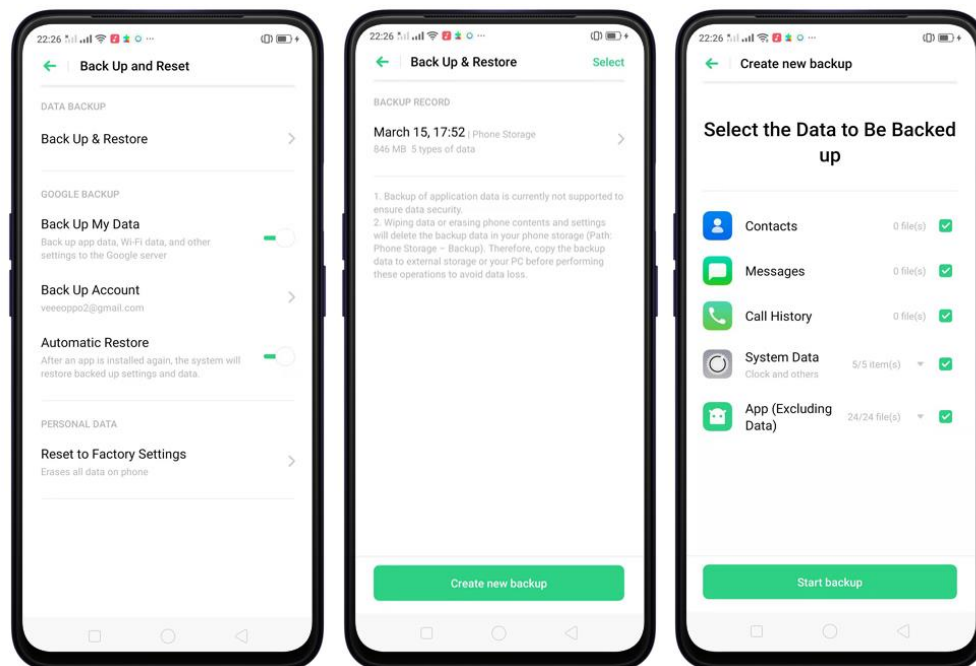 22:26
Back Up and Reset
DATA BACKUP
Back Up & Restore
GOOGLE BACKUP
Back Up My Data
Back up app data, Wi-Fi data, and other
settings to the Google server
Back Up Account
veeeoppo2@gmail.com
Automatic Restore
After an app is installed again, the system will
restore backed up settings and data.
PERSONAL DATA
Reset to Factory Settings
Erases all data on phone
22:26
Back Up & Restore Select
BACKUP RECORD
March 15, 17:52 | Phone Storage
846 MB 5 types of data
1. Backup of application data is currently not supported to
ensure data security.
2. Wiping data or erasing phone contents and settings
will delete the backup data in your phone storage (Path:
Phone Storage – Backup). Therefore, copy the backup
data to external storage or your PC before performing
these operations to avoid data loss.
Create new backup
22:26
Create new backup
Select the Data to Be Backed
up
Contacts 0 file(s)
Messages 0 file(s)
Call History 0 file(s)
System Data 5/5 item(s)
Clock and others
App (Excluding 24/24 file(s)
Data)
Start backup